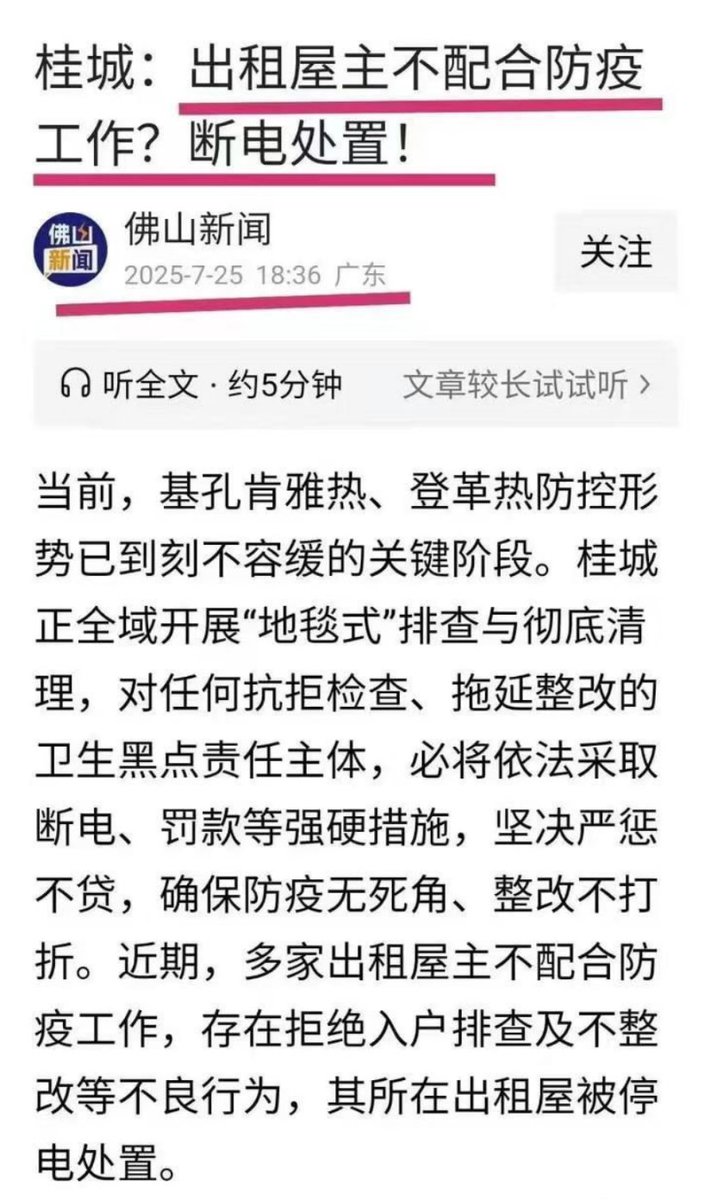 桂城：出租屋主不配合防疫
工作？断电处置！
佛山
新闻
佛山新闻
2025-7-25 18:36 广东
关注
听全文 · 约5分钟
文章较长试试听 >
当前，基孔肯雅热、登革热防控形
势已到刻不容缓的关键阶段。桂城
正全域开展“地毯式”排查与彻底清
理，对任何抗拒检查、拖延整改的
卫生黑点责任主体，必将依法采取
断电、罚款等强硬措施，坚决严惩
不贷，确保防疫无死角、整改不打
折。近期，多家出租屋主不配合防
疫工作，存在拒绝入户排查及不整
改等不良行为，其所在出租屋被停
电处置。